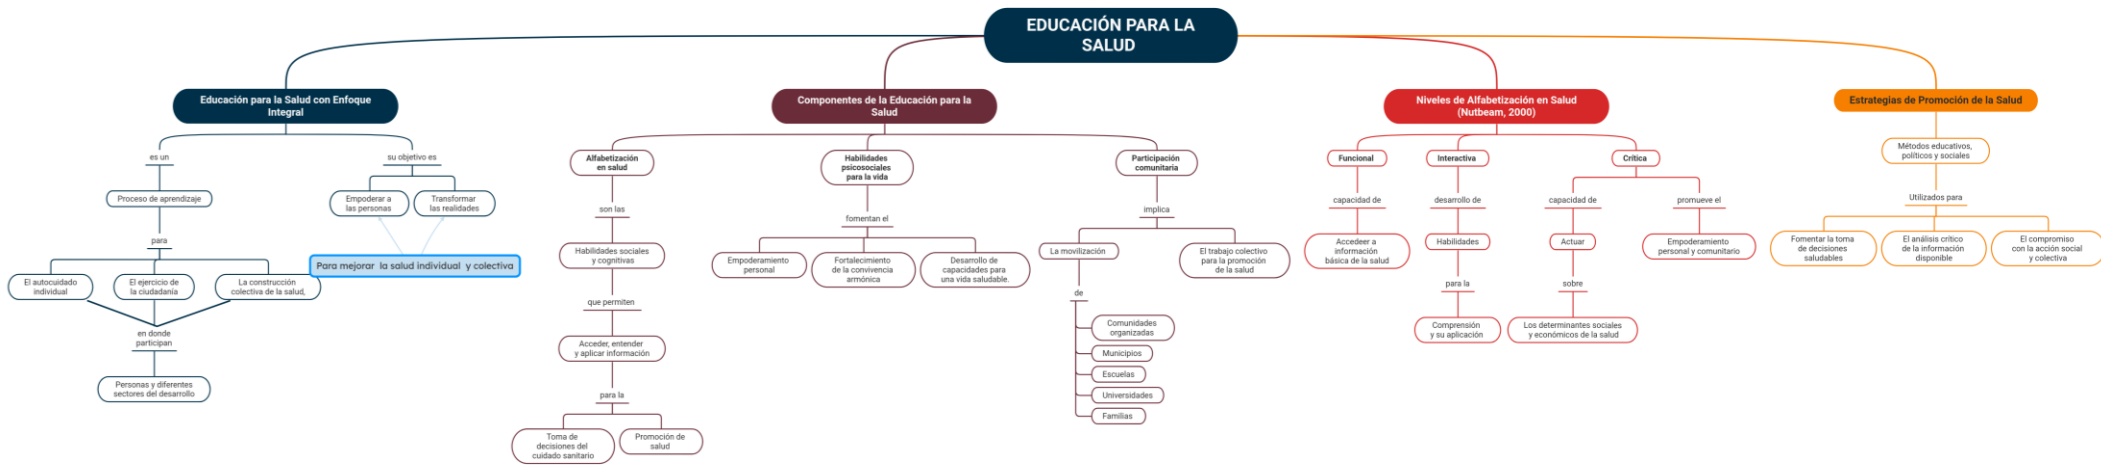 EDUCACIÓN PARA LA
SALUD
Educación para la Salud con Enfoque
Integral
es un
Proceso de aprendizaje
para
El autocuidado
individual
El ejercicio de
la ciudadanía
La construcción
colectiva de la salud,
en donde
participan
Personas y diferentes
sectores del desarrollo
su objetivo es
Empoderar a
las personas
Transformar
las realidades
Para mejorar la salud individual y colectiva
Componentes de la Educación para la
Salud
Alfabetización
en salud
son las
Habilidades sociales
y cognitivas
que permiten
Acceder, entender
y aplicar información
para la
Toma de
decisiones del
cuidado sanitario
Promoción de
salud
Habilidades
psicosociales
para la vida
fomentan el
Empoderamiento
personal
Fortalecimiento
de la convivencia
armónica
Desarrollo de
capacidades para
una vida saludable.
Participación
comunitaria
implica
La movilización
de
Comunidades
organizadas
Municipios
Escuelas
Universidades
Familias
El trabajo colectivo
para la promoción
de la salud
Niveles de Alfabetización en Salud
(Nutbeam, 2000)
Funcional
capacidad de
Accedeer a
información
básica de la salud
Interactiva
desarrollo de
Habilidades
para la
Comprensión
y su aplicación
Crítica
capacidad de
Actuar
sobre
Los determinantes sociales
y económicos de la salud
promueve el
Empoderamiento
personal y comunitario
Estrategias de Promoción de la Salud
Métodos educativos,
políticos y sociales
Utilizados para
Fomentar la toma
de decisiones
saludables
El análisis crítico
de la información
disponible
El compromiso
con la acción social
y colectiva